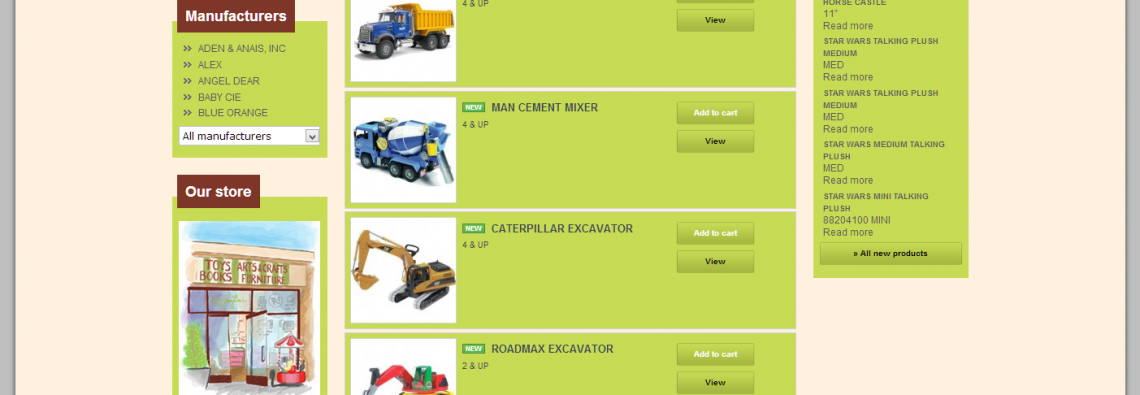 Manufacturers
ADEN & ANAIS, INC
ALEX
ANGEL DEAR
BABY CIE
BLUE ORANGE
All manufacturers
Our store
TOYS ARTS & CRAFTS
BOOKS FURNITURE
4 & UP
View
NEW MAN CEMENT MIXER
4 & UP
Add to cart
View
NEW CATERPILLAR EXCAVATOR
4 & UP
Add to cart
View
NEW ROADMAX EXCAVATOR
2 & UP
Add to cart
View
HORSE CASTLE
11"
Read more
STAR WARS TALKING PLUSH
MEDIUM
MED
Read more
STAR WARS TALKING PLUSH
MEDIUM
MED
Read more
STAR WARS MEDIUM TALKING
PLUSH
MED
Read more
STAR WARS MINI TALKING
PLUSH
88204100 MINI
Read more
» All new products